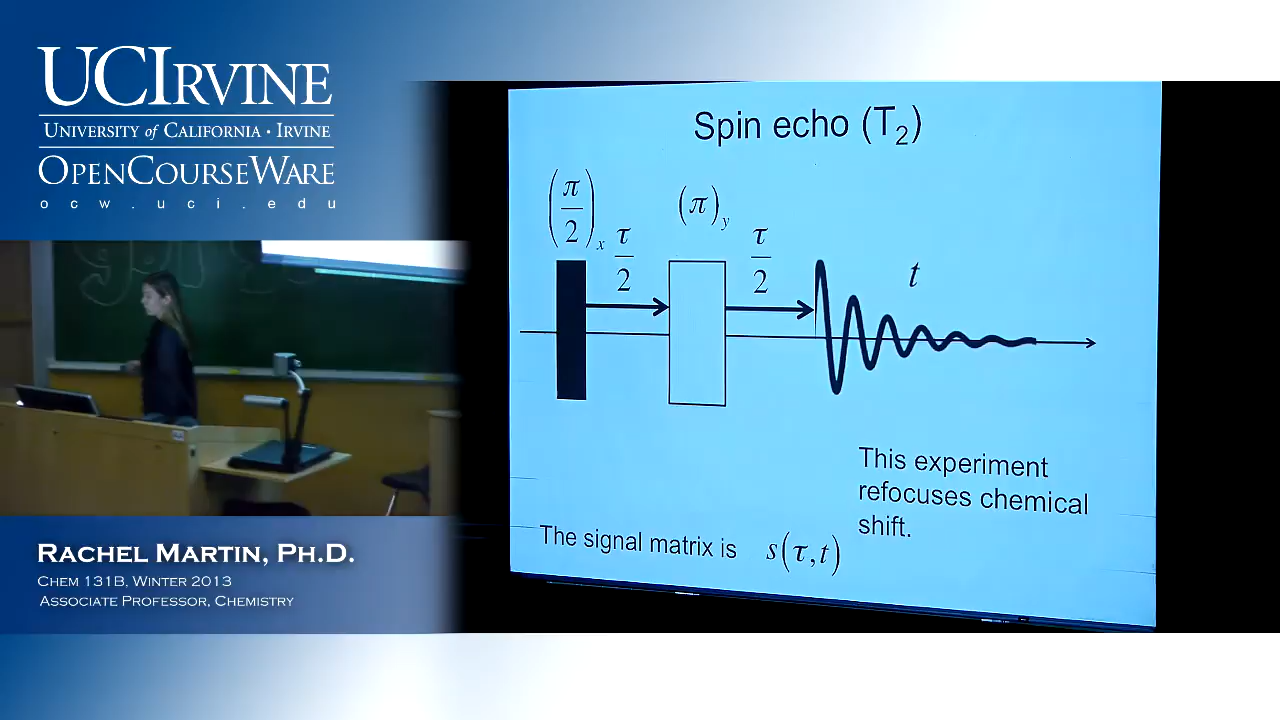 UCIRVINE
UNIVERSITY of CALIFORNIA · IRVINE
OPENCOURSEWARE
ocw.uci.edu
RACHEL MARTIN, PH.D.
CHEM 131B, WINTER 2013
ASSOCIATE PROFESSOR, CHEMISTRY
Spin echo (T₂)
(π/2)ₓ τ/2 (π)ᵧ τ/2 t
This experiment
refocuses chemical
shift.
The signal matrix is s(τ,t)